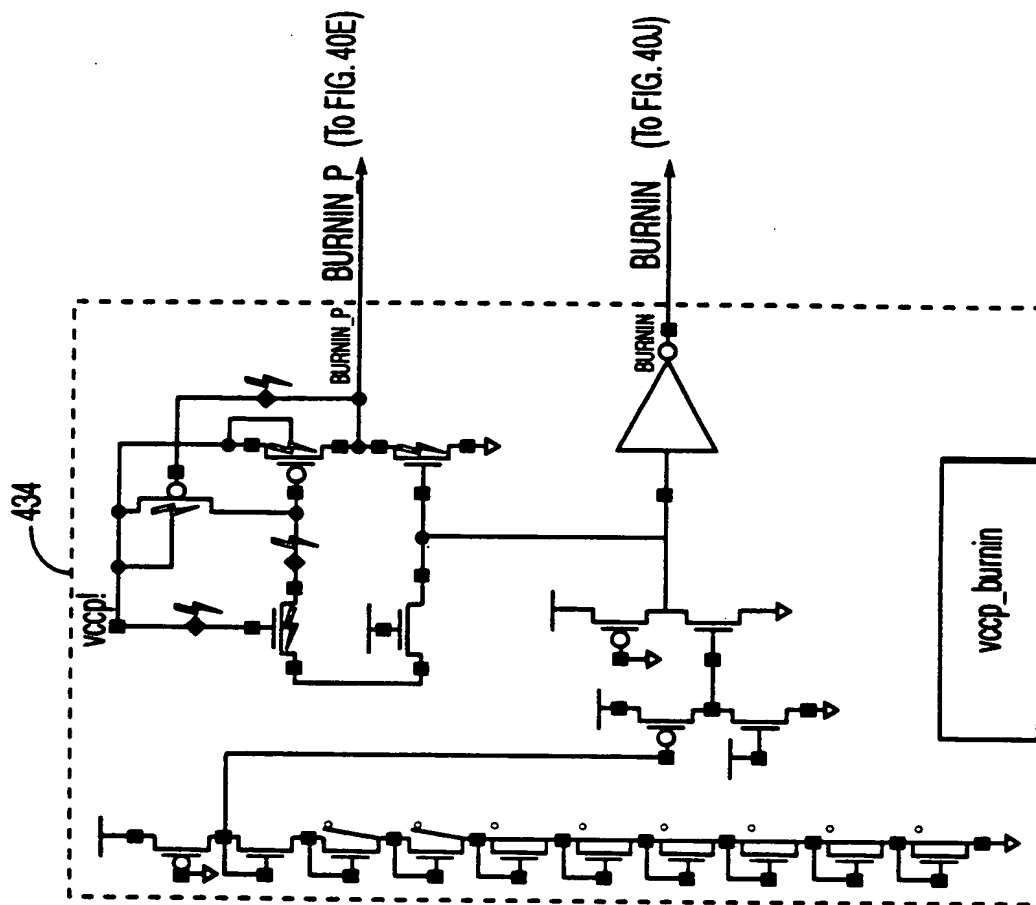 434
vccp!
BURNIN_P
BURNIN_P (To FIG. 40E)
BURNIN
BURNIN (To FIG. 40J)
vccp_burnin